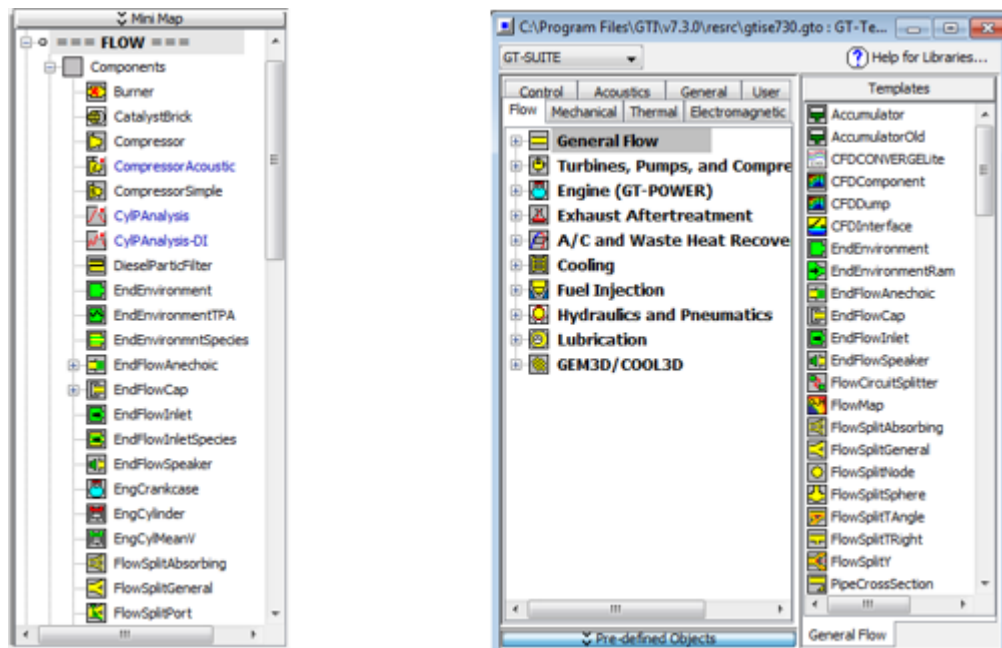 Mini Map
=== FLOW ===
Components
Burner
CatalystBrick
Compressor
CompressorAcoustic
CompressorSimple
CylPAnalysis
CylPAnalysis-DI
DieselParticFilter
EndEnvironment
EndEnvironmentTPA
EndEnvironmntSpecies
EndFlowAnechoic
EndFlowCap
EndFlowInlet
EndFlowInletSpecies
EndFlowSpeaker
EngCrankcase
EngCylinder
EngCylMeanV
FlowSplitAbsorbing
FlowSplitGeneral
FlowSplitPort
C:\Program Files\GTI\v7.3.0\resrc\gtise730.gto : GT-Te...
GT-SUITE
Help for Libraries...
Control Acoustics General User
Flow Mechanical Thermal Electromagnetic
General Flow
Turbines, Pumps, and Compre
Engine (GT-POWER)
Exhaust Aftertreatment
A/C and Waste Heat Recove
Cooling
Fuel Injection
Hydraulics and Pneumatics
Lubrication
GEM3D/COOL3D
Pre-defined Objects
Templates
Accumulator
AccumulatorOld
CFDCONVERGELite
CFDComponent
CFDDump
CFDInterface
EndEnvironment
EndEnvironmentRam
EndFlowAnechoic
EndFlowCap
EndFlowInlet
EndFlowSpeaker
FlowCircuitSplitter
FlowMap
FlowSplitAbsorbing
FlowSplitGeneral
FlowSplitNode
FlowSplitSphere
FlowSplitTAngle
FlowSplitTRight
FlowSplitY
PipeCrossSection
General Flow